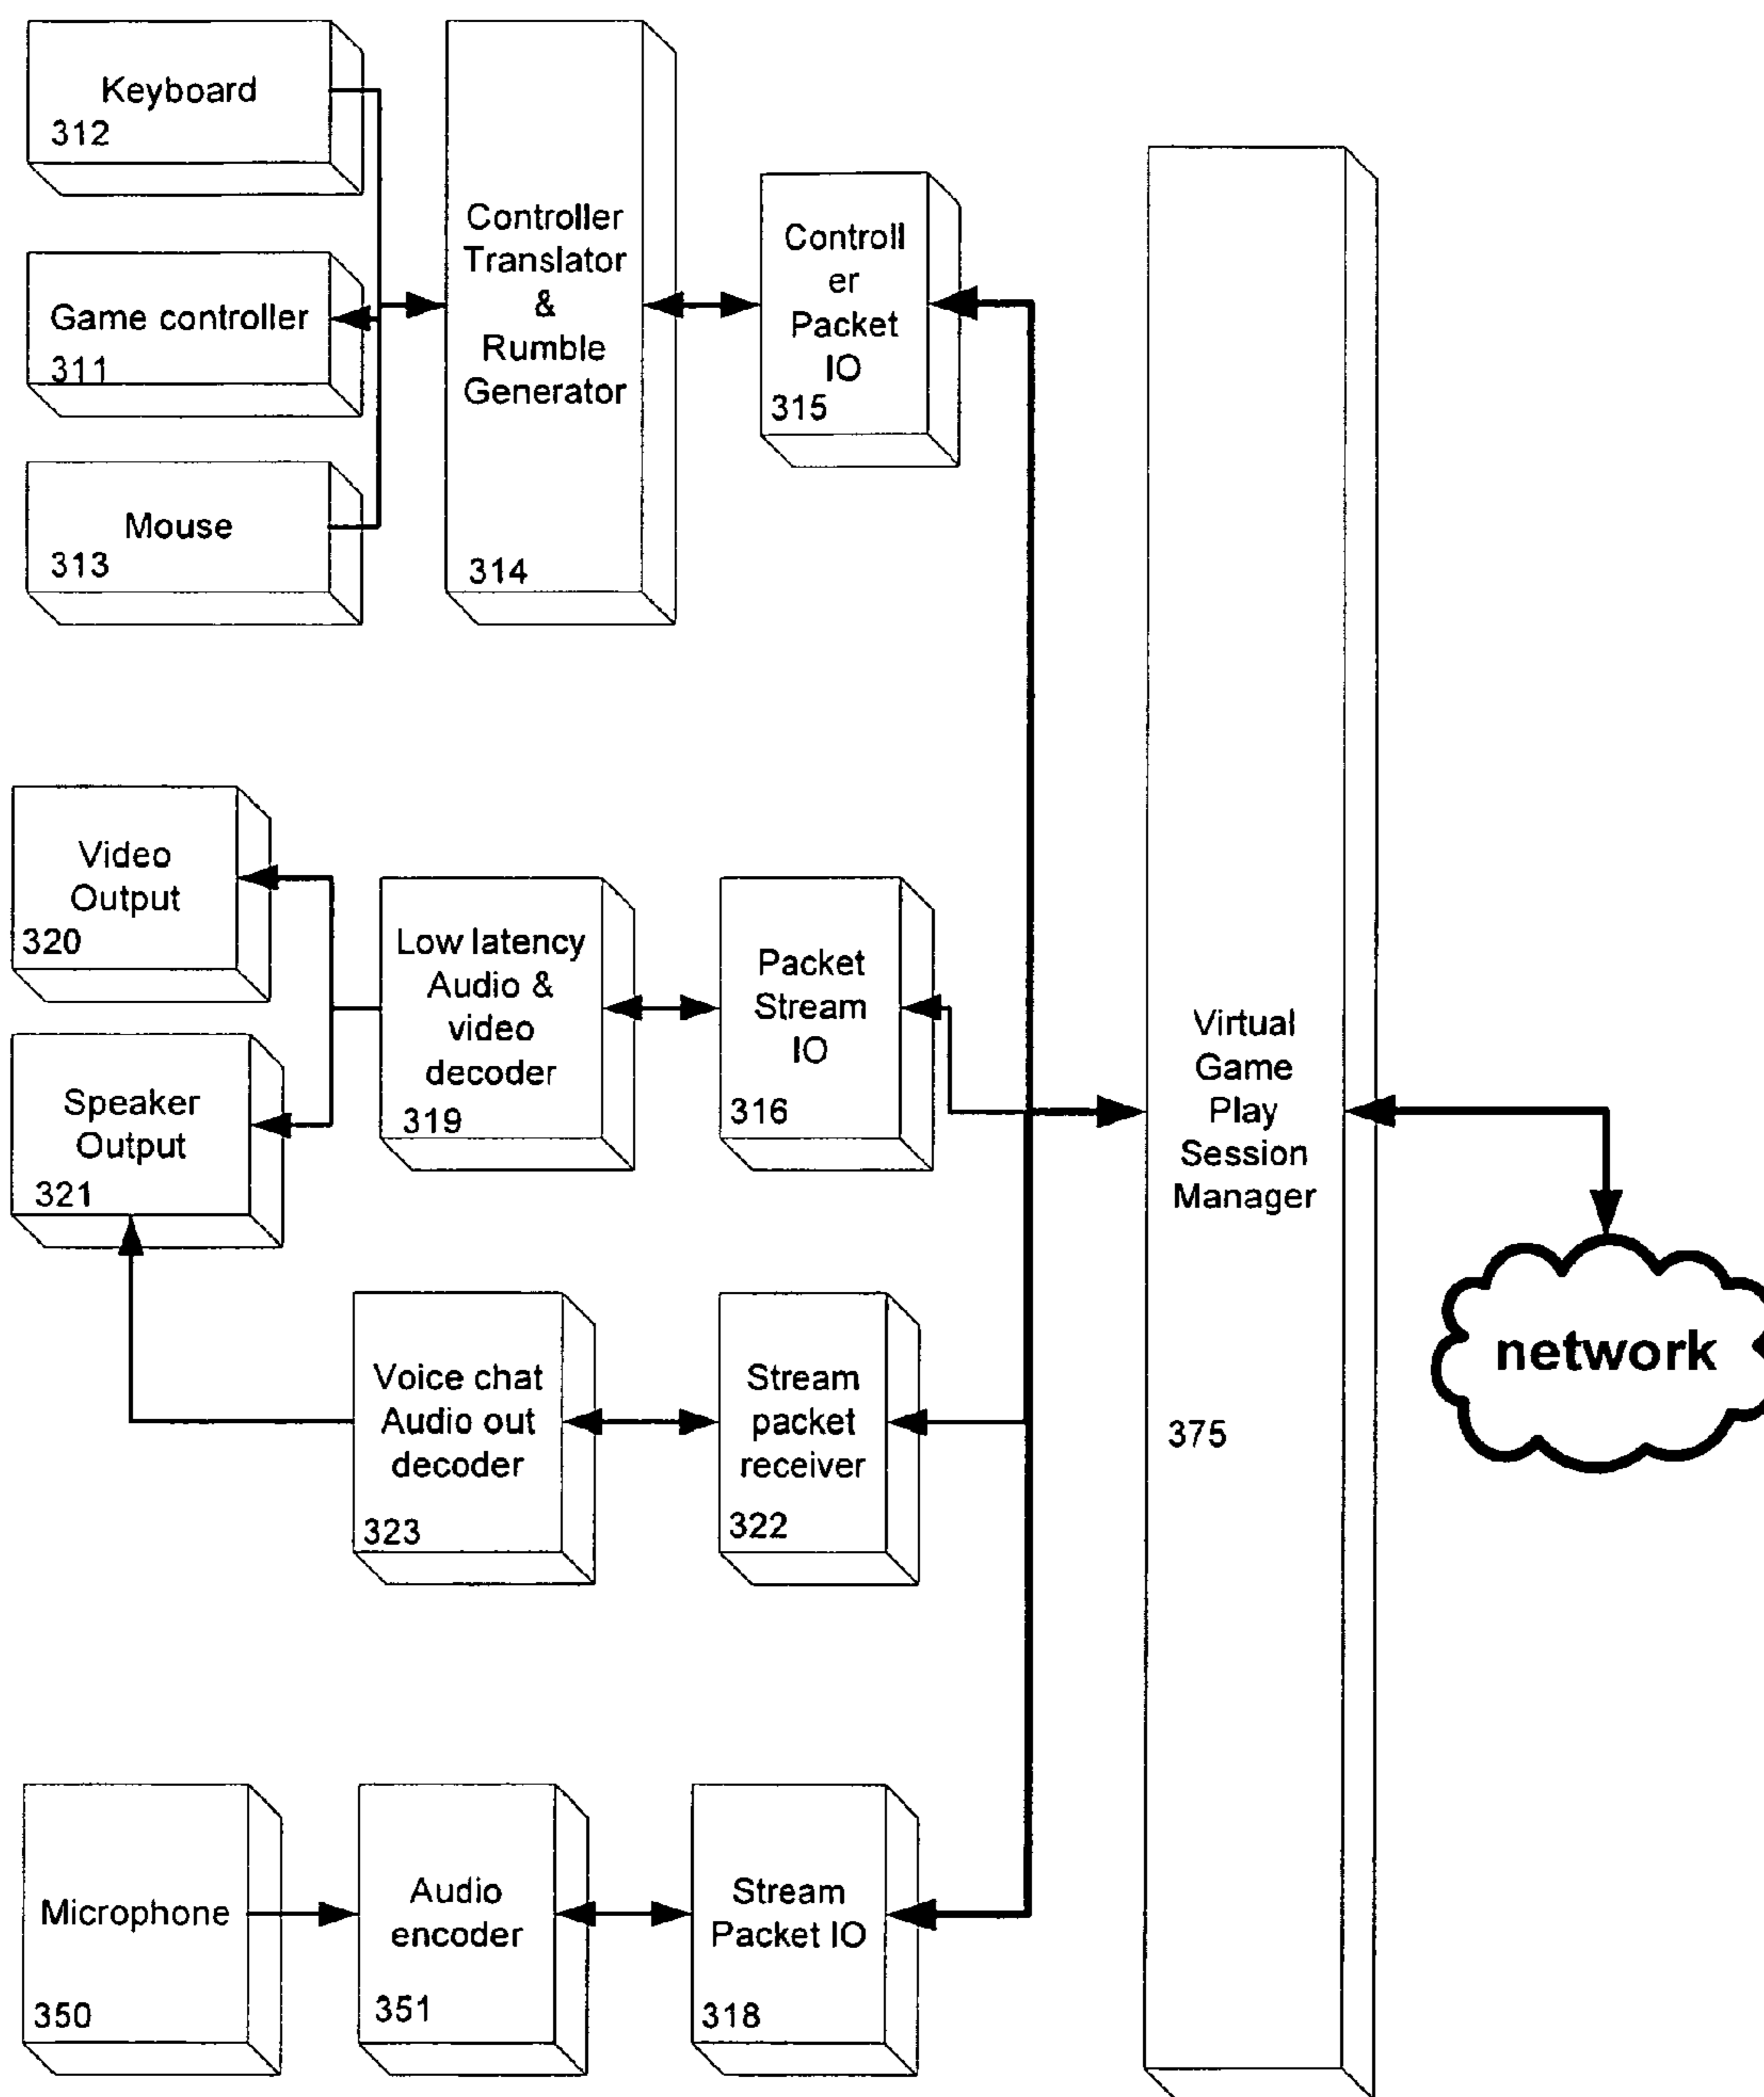 Keyboard
312
Game controller
311
Mouse
313
Controller
Translator
&
Rumble
Generator
314
Controll
er
Packet
IO
315
Video
Output
320
Speaker
Output
321
Low latency
Audio &
video
decoder
319
Packet
Stream
IO
316
Voice chat
Audio out
decoder
323
Stream
packet
receiver
322
Microphone
350
Audio
encoder
351
Stream
Packet IO
318
Virtual
Game
Play
Session
Manager
375
network